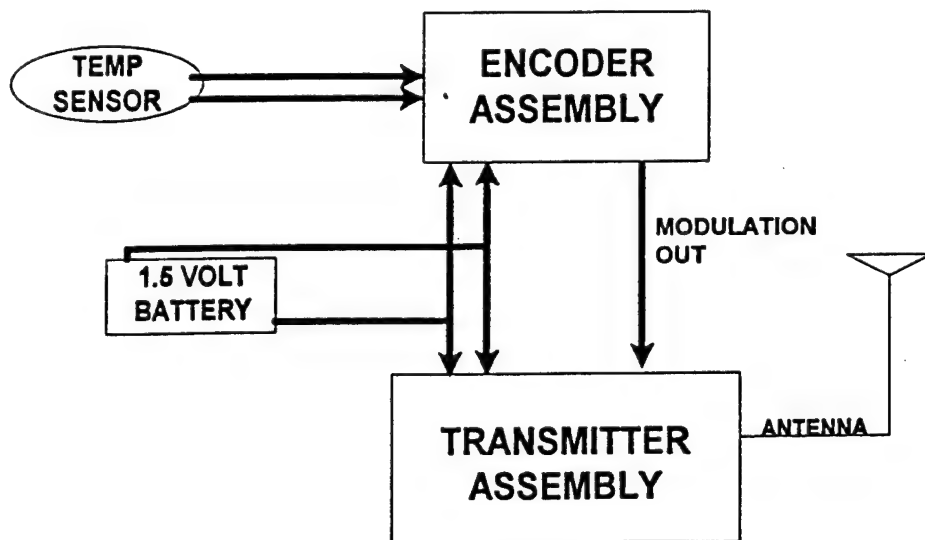 TEMP
SENSOR
ENCODER
ASSEMBLY
MODULATION
OUT
1.5 VOLT
BATTERY
TRANSMITTER
ASSEMBLY
ANTENNA